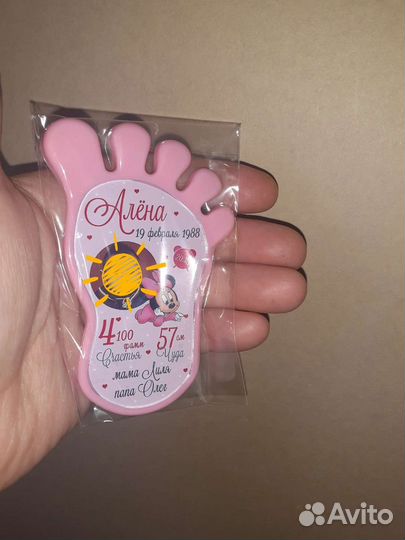 Алёна
19 февраля 1988
4100
грамм
Счастья
57 см
Чуда
мама Лиля
папа Олег
Avito